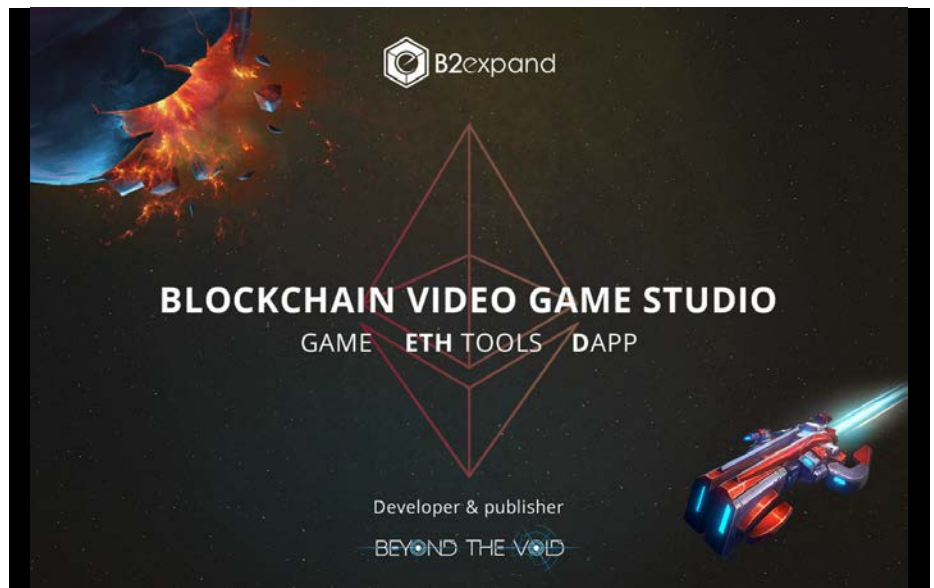 B2expand
BLOCKCHAIN VIDEO GAME STUDIO
GAME ETH TOOLS DAPP
Developer & publisher
BEYOND THE VOID